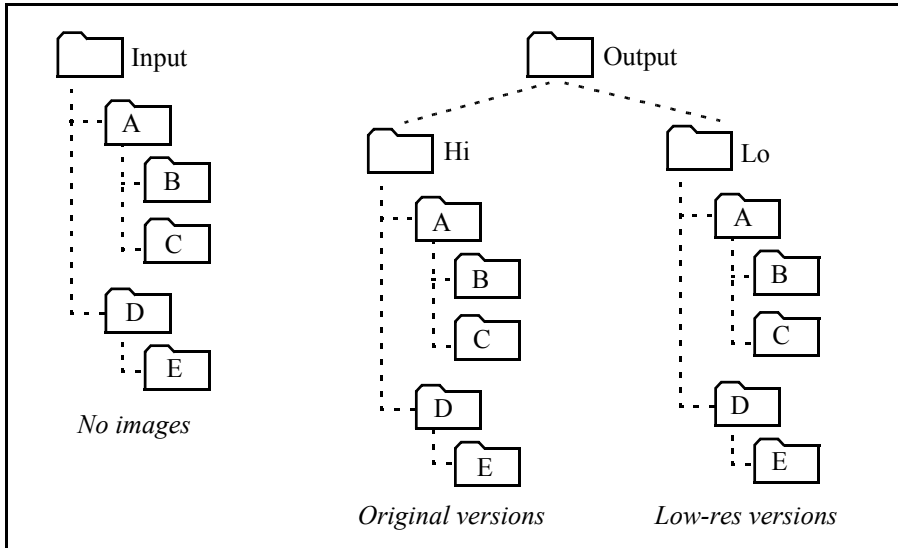 Input
A
B
C
D
E
No images
Output
Hi
A
B
C
D
E
Original versions
Lo
A
B
C
D
E
Low-res versions